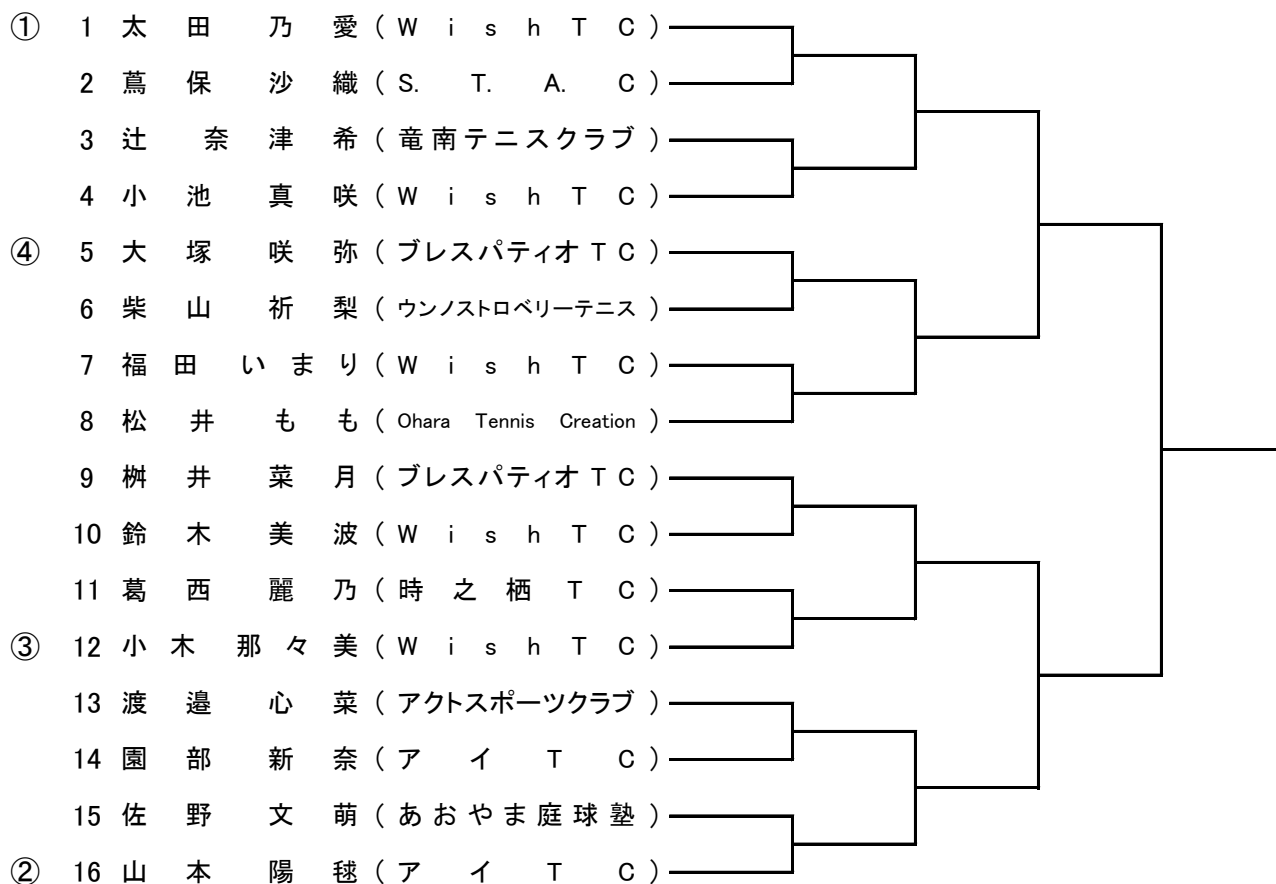 ① 1 太田 乃愛 (WishTC)
2 蔦保 沙織 (S.T.A.C)
3 辻 奈津希 (竜南テニスクラブ)
4 小池 真咲 (WishTC)
④ 5 大塚 咲弥 (ブレスパティオTC)
6 柴山 祈梨 (ウンノストロベリーテニス)
7 福田 いまり (WishTC)
8 松井 もも (Ohara Tennis Creation)
9 桝井 菜月 (ブレスパティオTC)
10 鈴木 美波 (WishTC)
11 葛西 麗乃 (時之栖TC)
③ 12 小木 那々美 (WishTC)
13 渡邉 心菜 (アクトスポーツクラブ)
14 園部 新奈 (アイTC)
15 佐野 文萌 (あおやま庭球塾)
② 16 山本 陽毬 (アイTC)